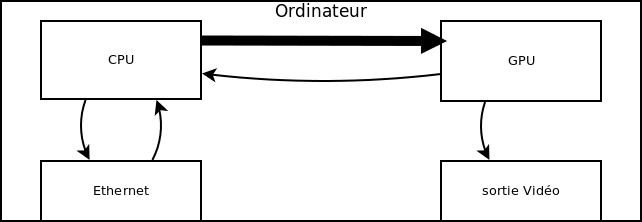 Ordinateur
CPU
GPU
Ethernet
sortie Vidéo